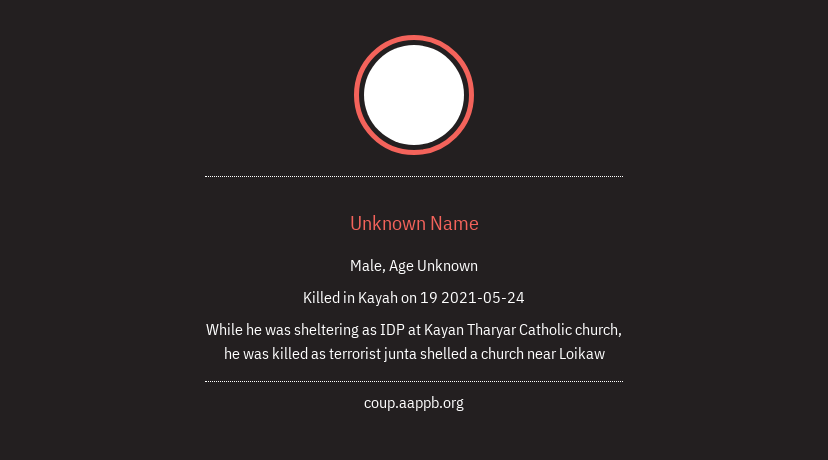 Unknown Name
Male, Age Unknown
Killed in Kayah on 19 2021-05-24
While he was sheltering as IDP at Kayan Tharyar Catholic church,
he was killed as terrorist junta shelled a church near Loikaw
coup.aappb.org